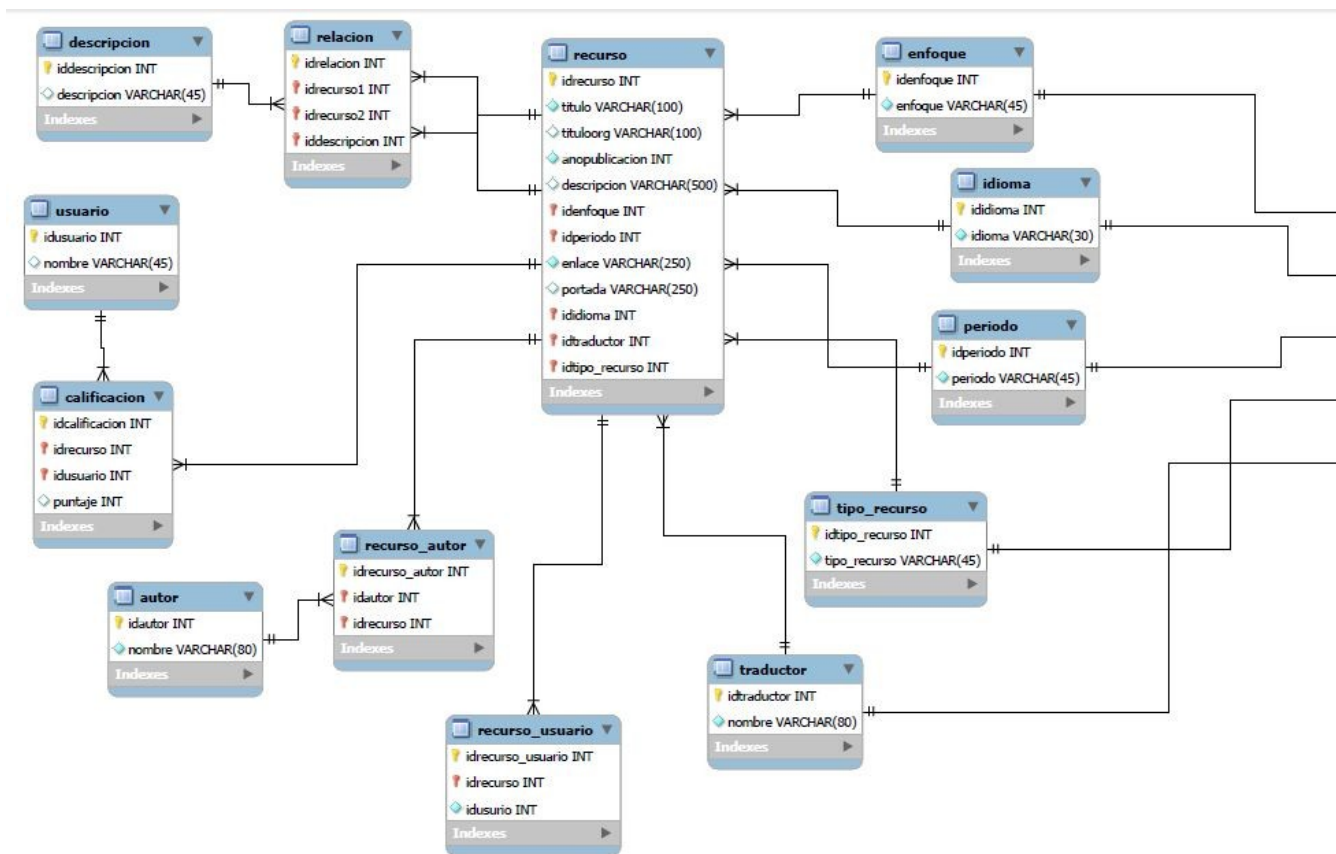 descripcion
iddescripcion INT
descripcion VARCHAR(45)
Indexes
relacion
idrelacion INT
idrecurso1 INT
idrecurso2 INT
iddescripcion INT
Indexes
recurso
idrecurso INT
titulo VARCHAR(100)
tituloorg VARCHAR(100)
anopublicacion INT
descripcion VARCHAR(500)
idenfoque INT
idperiodo INT
enlace VARCHAR(250)
portada VARCHAR(250)
ididioma INT
idtraductor INT
idtipo_recurso INT
Indexes
enfoque
idenfoque INT
enfoque VARCHAR(45)
Indexes
idioma
ididioma INT
idioma VARCHAR(30)
Indexes
usuario
idusuario INT
nombre VARCHAR(45)
Indexes
periodo
idperiodo INT
periodo VARCHAR(45)
Indexes
calificacion
idcalificacion INT
idrecurso INT
idusuario INT
puntaje INT
Indexes
tipo_recurso
idtipo_recurso INT
tipo_recurso VARCHAR(45)
Indexes
recurso_autor
idrecurso_autor INT
idautor INT
idrecurso INT
Indexes
autor
idautor INT
nombre VARCHAR(80)
Indexes
traductor
idtraductor INT
nombre VARCHAR(80)
Indexes
recurso_usuario
idrecurso_usuario INT
idrecurso INT
idusurio INT
Indexes